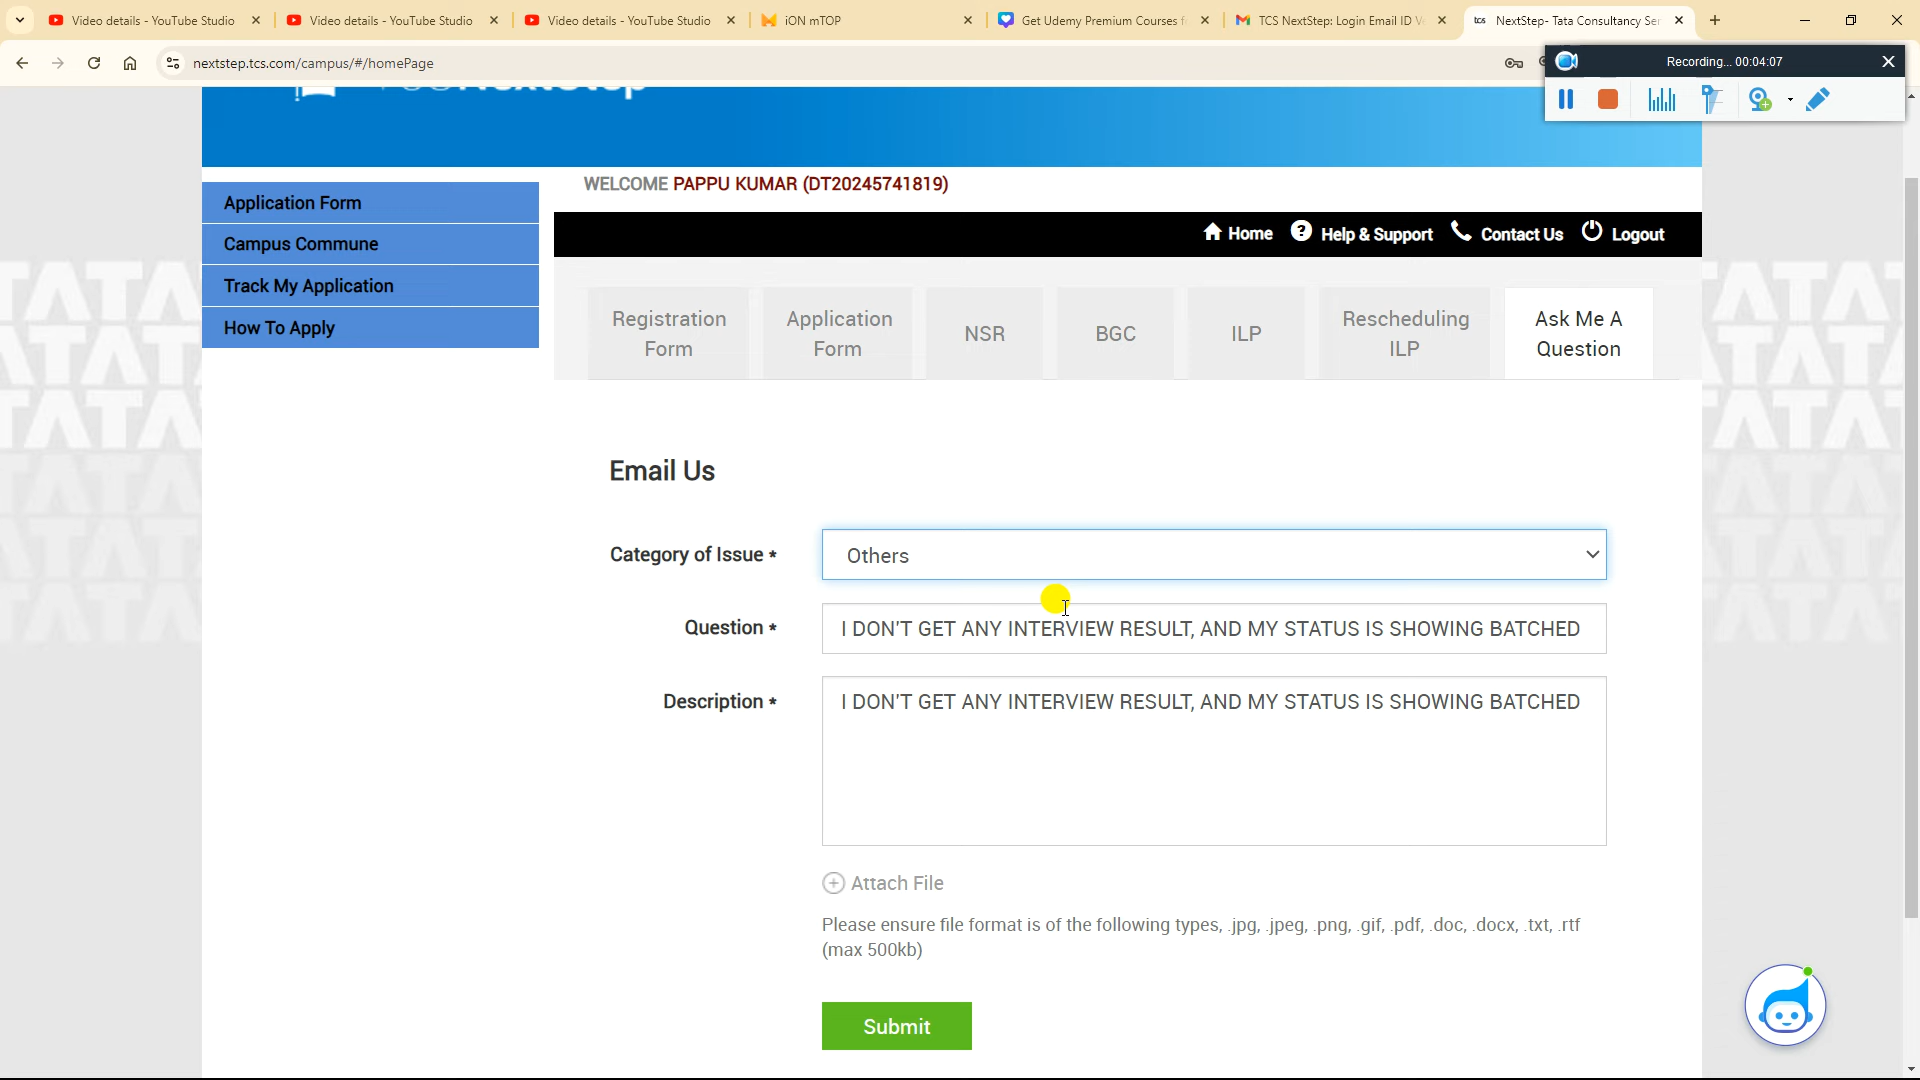 Video details - YouTube Studio
Video details - YouTube Studio
Video details - YouTube Studio
iON mTOP
Get Udemy Premium Courses f
TCS NextStep: Login Email ID V
tcs NextStep- Tata Consultancy Ser
nextstep.tcs.com/campus/#/homePage
Recording... 00:04:07
WELCOME PAPPU KUMAR (DT20245741819)
Application Form
Campus Commune
Track My Application
How To Apply
Home
Help & Support
Contact Us
Logout
Registration Form
Application Form
NSR
BGC
ILP
Rescheduling ILP
Ask Me A Question
Email Us
Category of Issue *
Others
Question *
I DON'T GET ANY INTERVIEW RESULT, AND MY STATUS IS SHOWING BATCHED
Description *
I DON'T GET ANY INTERVIEW RESULT, AND MY STATUS IS SHOWING BATCHED
Attach File
Please ensure file format is of the following types, .jpg, .jpeg, .png, .gif, .pdf, .doc, .docx, .txt, .rtf
(max 500kb)
Submit